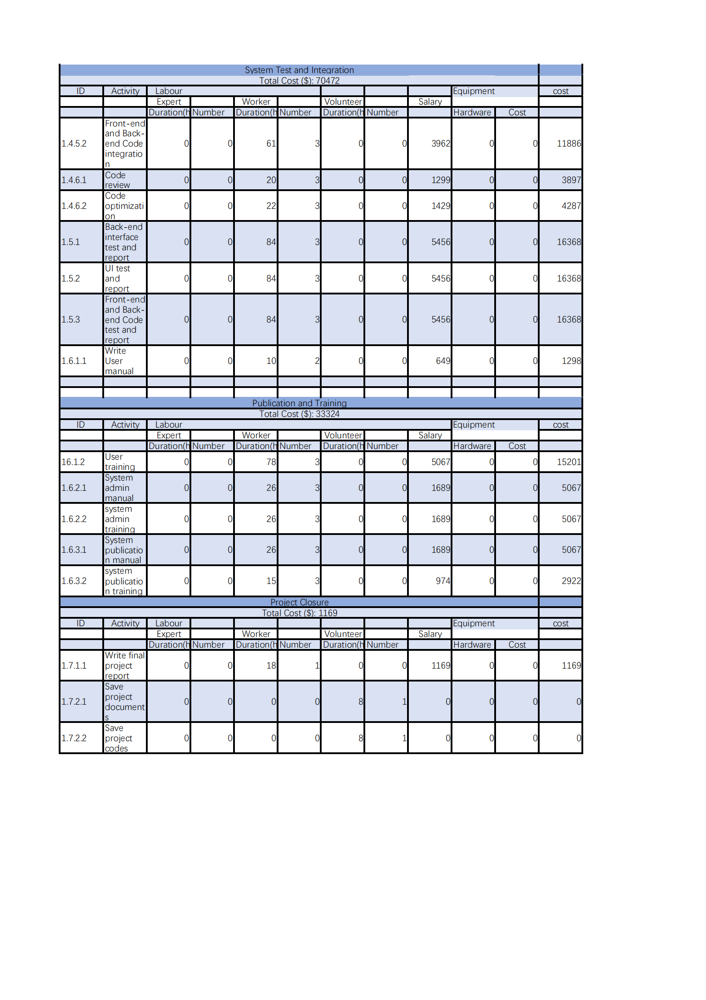 System Test and Integration
Total Cost ($): 70472
ID Activity Labour Equipment cost
Expert Worker Volunteer Salary
Duration(h Number Duration(h Number Duration(h Number Hardware Cost
1.4.5.2 Front-end and Back-end Code integration 0 0 61 3 0 0 3962 0 0 11886
1.4.6.1 Code review 0 0 20 3 0 0 1299 0 0 3897
1.4.6.2 Code optimization 0 0 22 3 0 0 1429 0 0 4287
1.5.1 Back-end interface test and report 0 0 84 3 0 0 5456 0 0 16368
1.5.2 UI test and report 0 0 84 3 0 0 5456 0 0 16368
1.5.3 Front-end and Back-end Code test and report 0 0 84 3 0 0 5456 0 0 16368
1.6.1.1 Write User manual 0 0 10 2 0 0 649 0 0 1298
Publication and Training
Total Cost ($): 33324
ID Activity Labour Equipment cost
Expert Worker Volunteer Salary
Duration(h Number Duration(h Number Duration(h Number Hardware Cost
16.1.2 User training 0 0 78 3 0 0 5067 0 0 15201
1.6.2.1 System admin manual 0 0 26 3 0 0 1689 0 0 5067
1.6.2.2 system admin training 0 0 26 3 0 0 1689 0 0 5067
1.6.3.1 System publication manual 0 0 26 3 0 0 1689 0 0 5067
1.6.3.2 system publication training 0 0 15 3 0 0 974 0 0 2922
Project Closure
Total Cost ($): 1169
ID Activity Labour Equipment cost
Expert Worker Volunteer Salary
Duration(h Number Duration(h Number Duration(h Number Hardware Cost
1.7.1.1 Write final project report 0 0 18 1 0 0 1169 0 0 1169
1.7.2.1 Save project documents 0 0 0 0 8 1 0 0 0 0
1.7.2.2 Save project codes 0 0 0 0 8 1 0 0 0 0